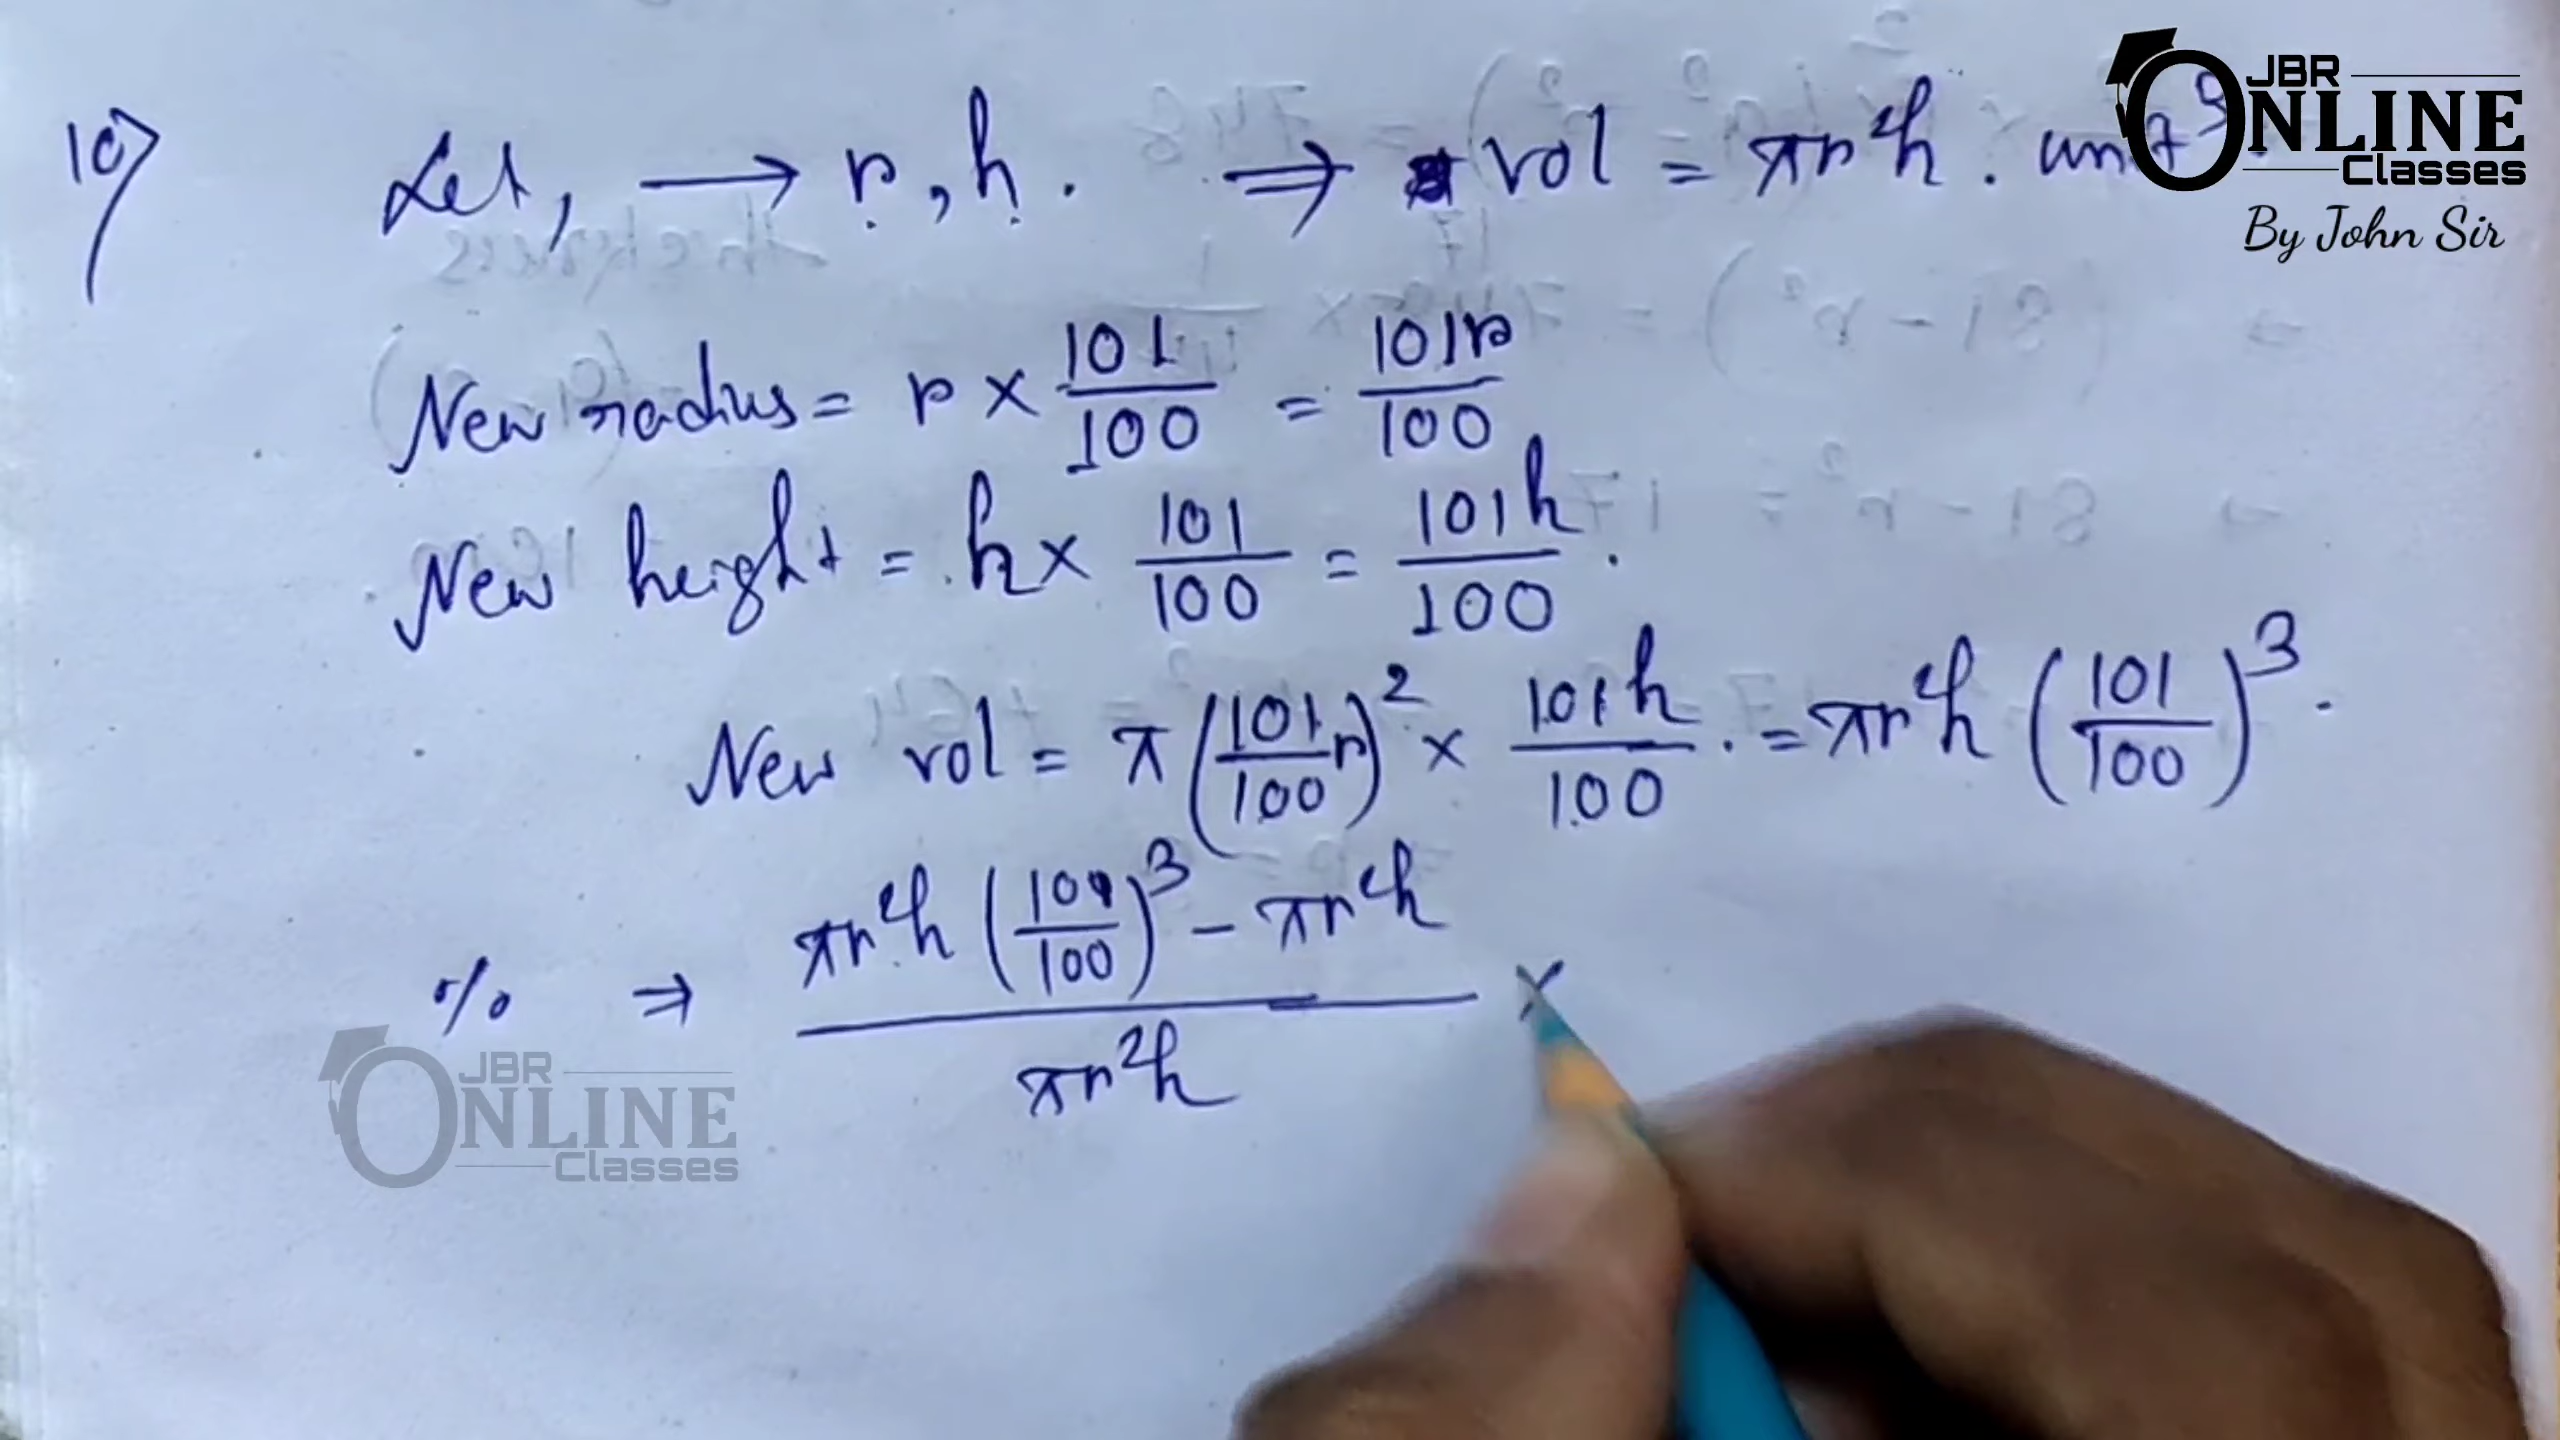 JBR
ONLINE
Classes
By John Sir
10) Let, → r, h. ⇒ vol = πr²h. unit³
New radius = r × 101/100 = 101r/100
New height = h × 101/100 = 101h/100.
New vol = π(101/100 r)² × 101h/100. = πr²h (101/100)³.
% ⇒ (πr²h (101/100)³ - πr²h)/πr²h ×
JBR
ONLINE
Classes